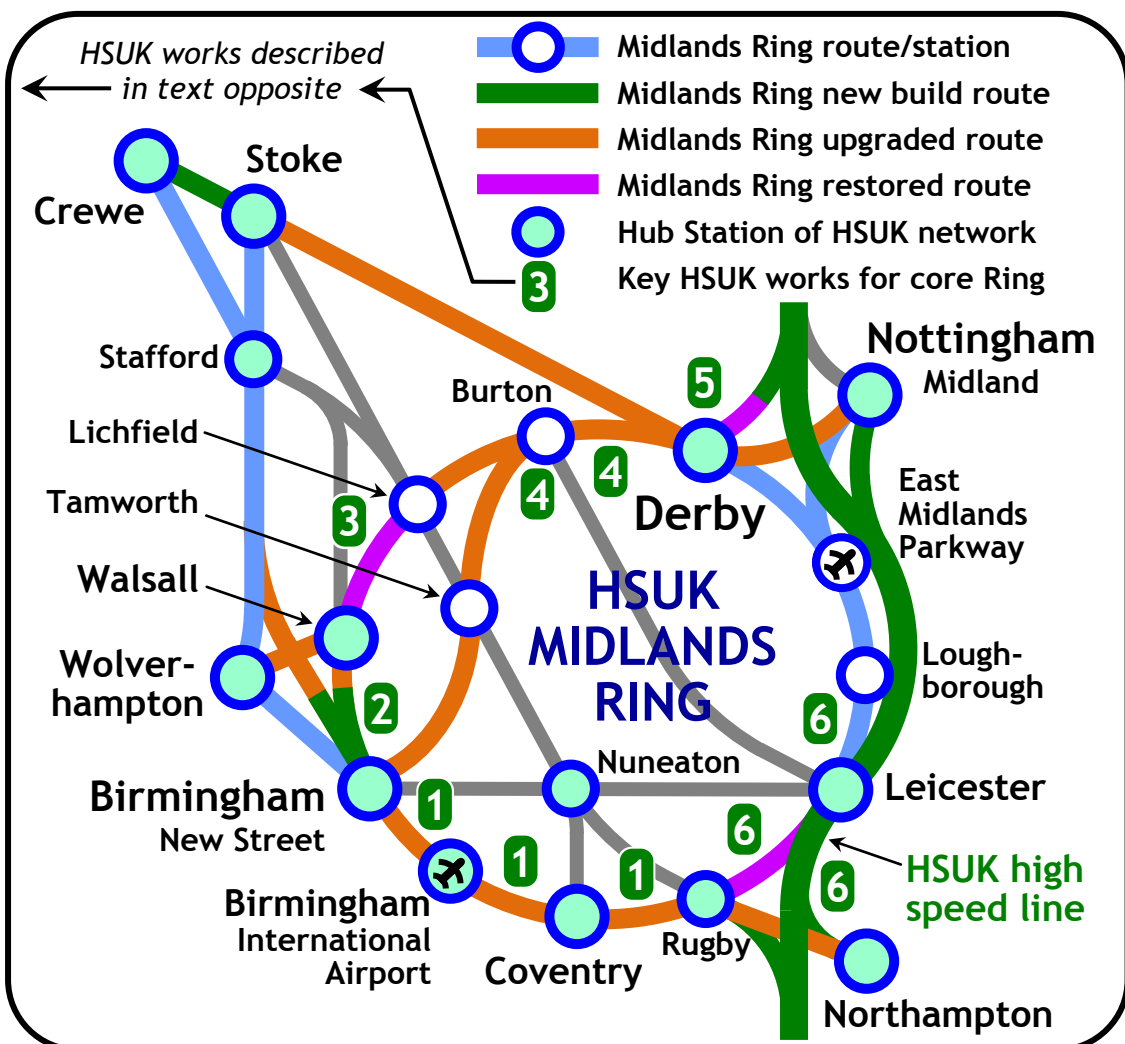 HSUK works described
in text opposite
Midlands Ring route/station
Midlands Ring new build route
Midlands Ring upgraded route
Midlands Ring restored route
Hub Station of HSUK network
3
Key HSUK works for core Ring
Crewe
Stoke
Stafford
Lichfield
Tamworth
Walsall
Wolver-
hampton
Burton
5
4
4
3
2
Derby
Nottingham
Midland
East
Midlands
Parkway
HSUK
MIDLANDS
RING
Lough-
borough
6
Nuneaton
Leicester
Birmingham
New Street
1
1
1
6
6
HSUK high
speed line
Birmingham
International
Airport
Coventry
Rugby
Northampton